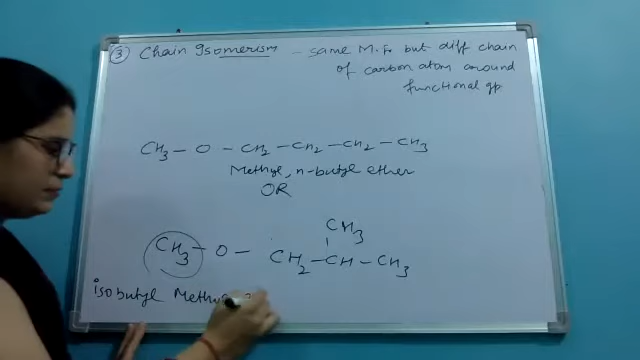 ③ Chain Isomerism - same M.F. but diff chain
of carbon atom around
functional gp
CH3 - O - CH2 - CH2 - CH2 - CH3
Methyl, n-butyl ether
OR
CH3
CH3 - O - CH2 - CH - CH3
isobutyl Methyl